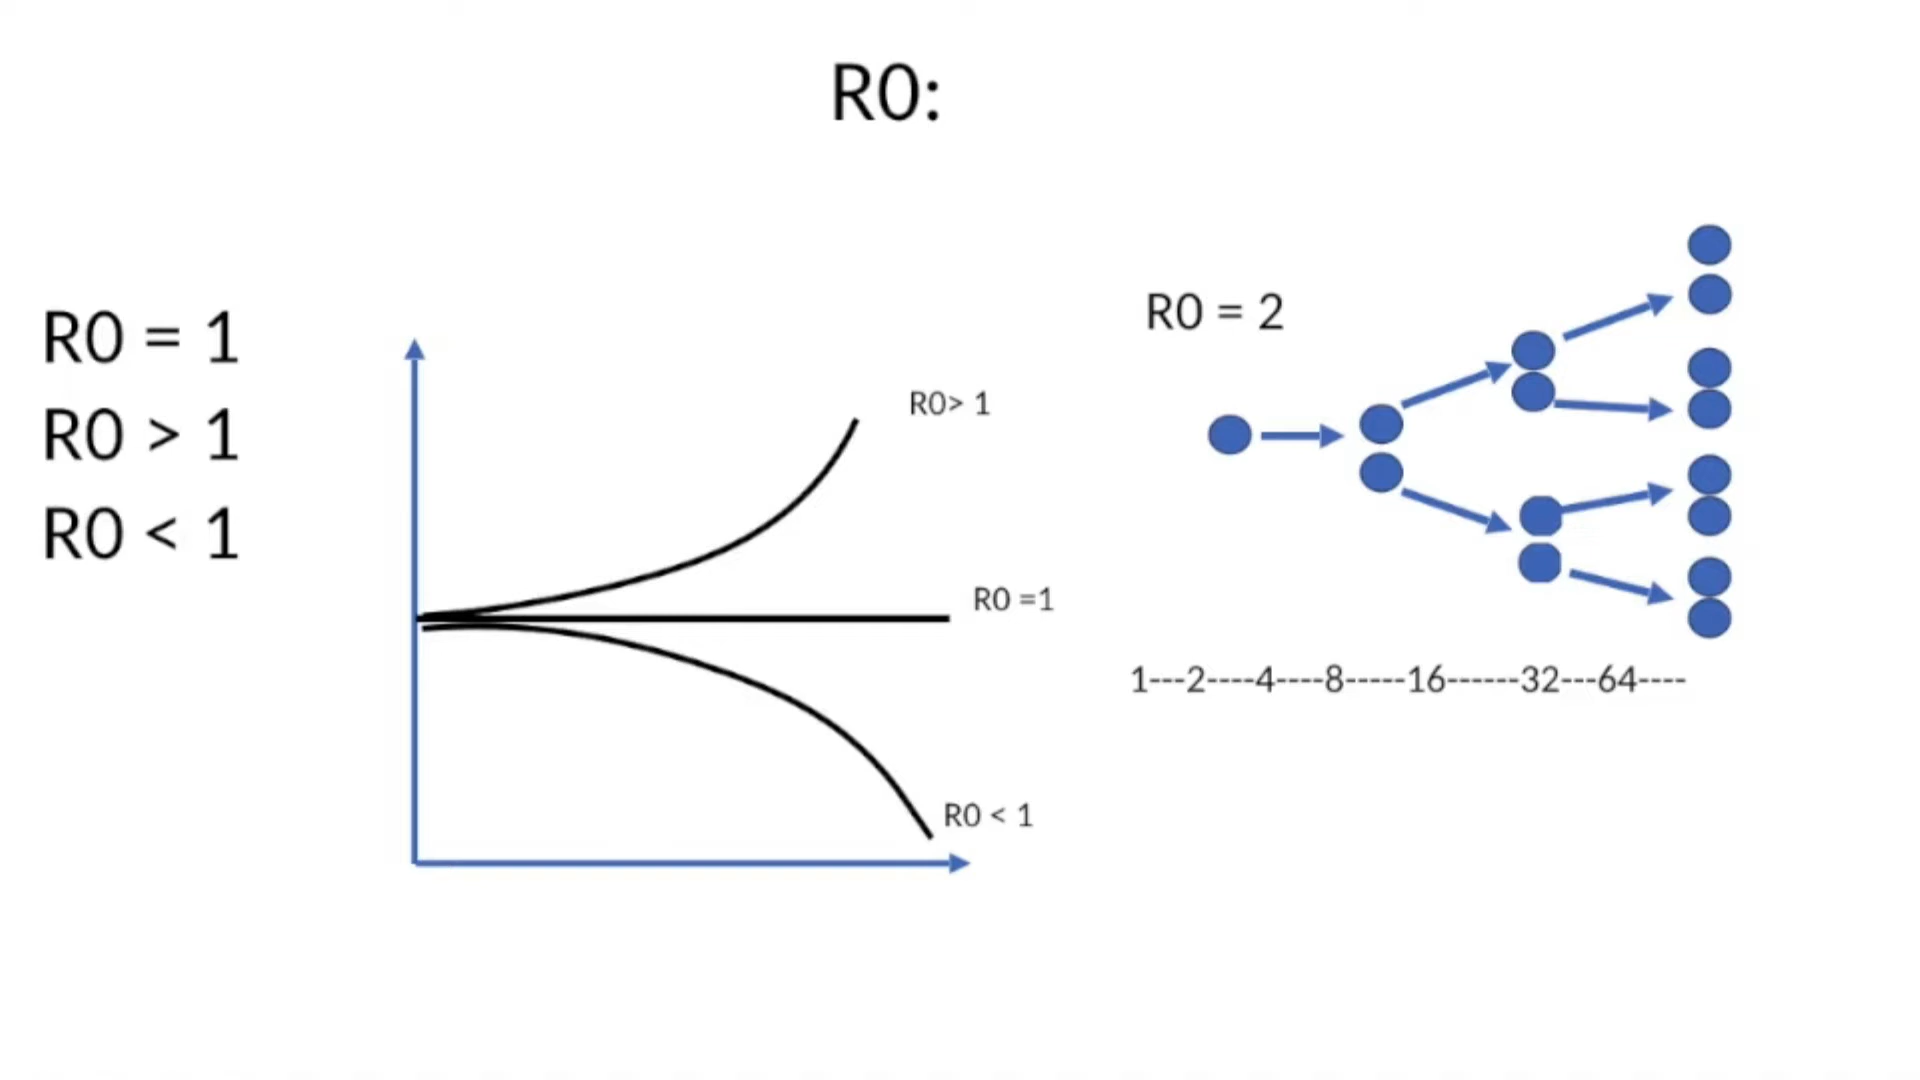 R0:
R0 = 1
R0 > 1
R0 < 1
R0> 1
R0 =1
R0 < 1
R0 = 2
1---2----4----8-----16------32---64----